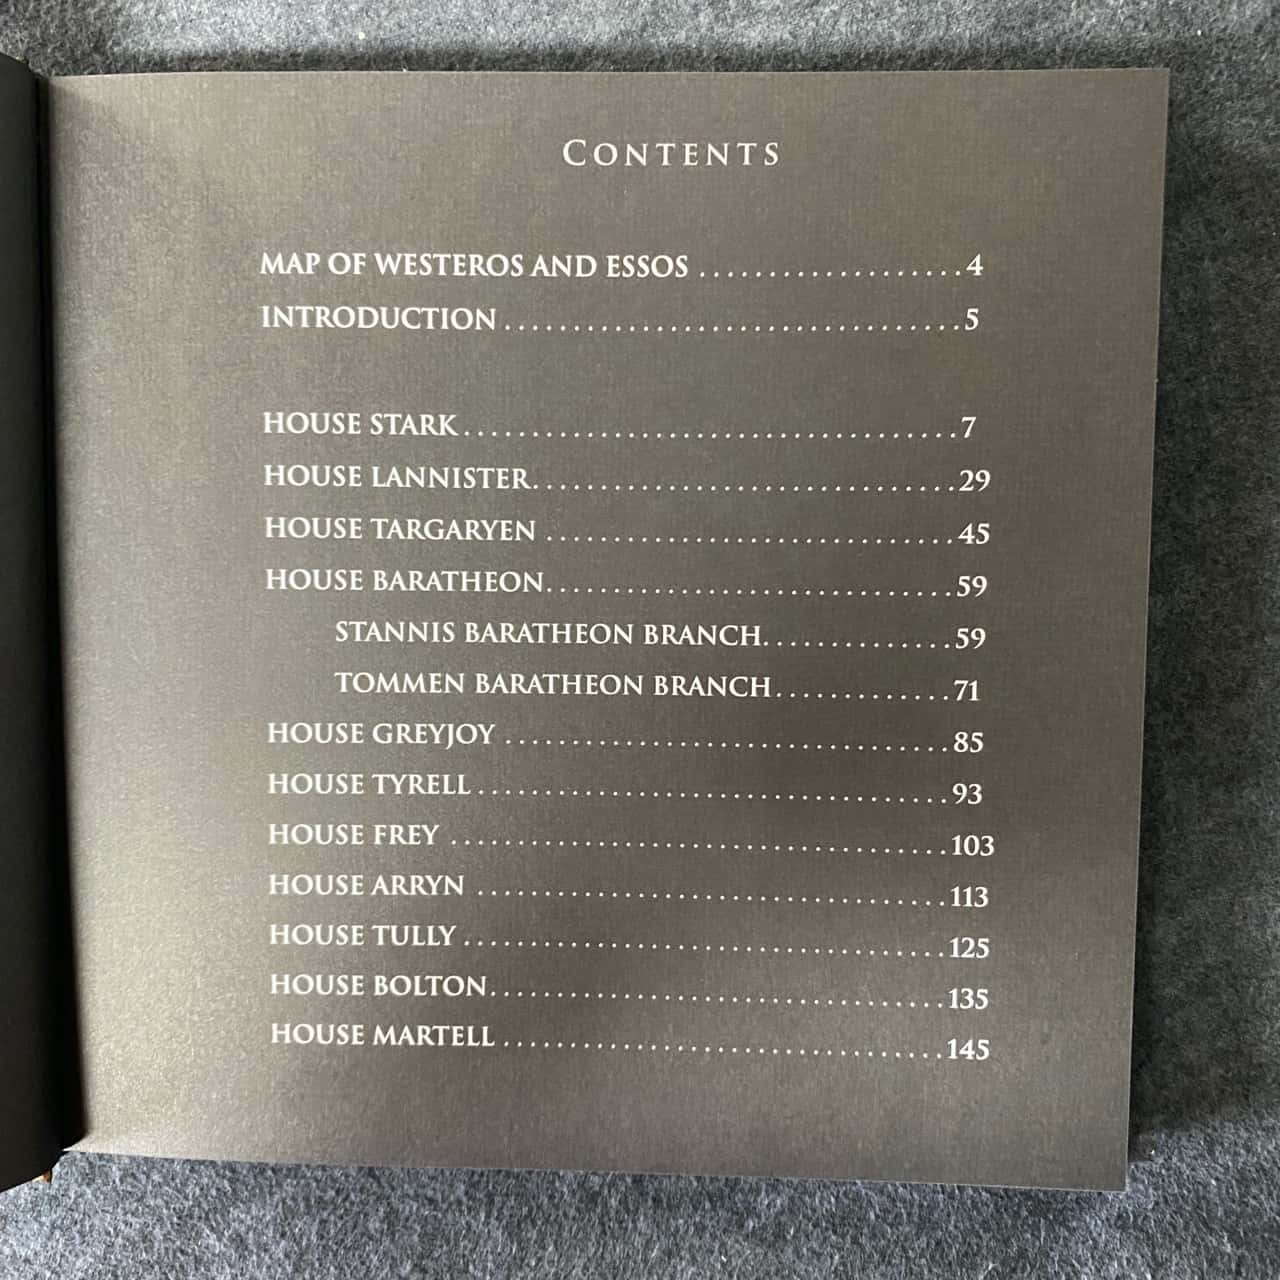 CONTENTS
MAP OF WESTEROS AND ESSOS ................... 4
INTRODUCTION ................................. 5
HOUSE STARK .................................... 7
HOUSE LANNISTER ............................... 29
HOUSE TARGARYEN .............................. 45
HOUSE BARATHEON .............................. 59
STANNIS BARATHEON BRANCH .............. 59
TOMMEN BARATHEON BRANCH ............. 71
HOUSE GREYJOY ................................. 85
HOUSE TYRELL ................................... 93
HOUSE FREY ..................................... 103
HOUSE ARRYN ................................... 113
HOUSE TULLY .................................... 125
HOUSE BOLTON .................................. 135
HOUSE MARTELL ................................. 145